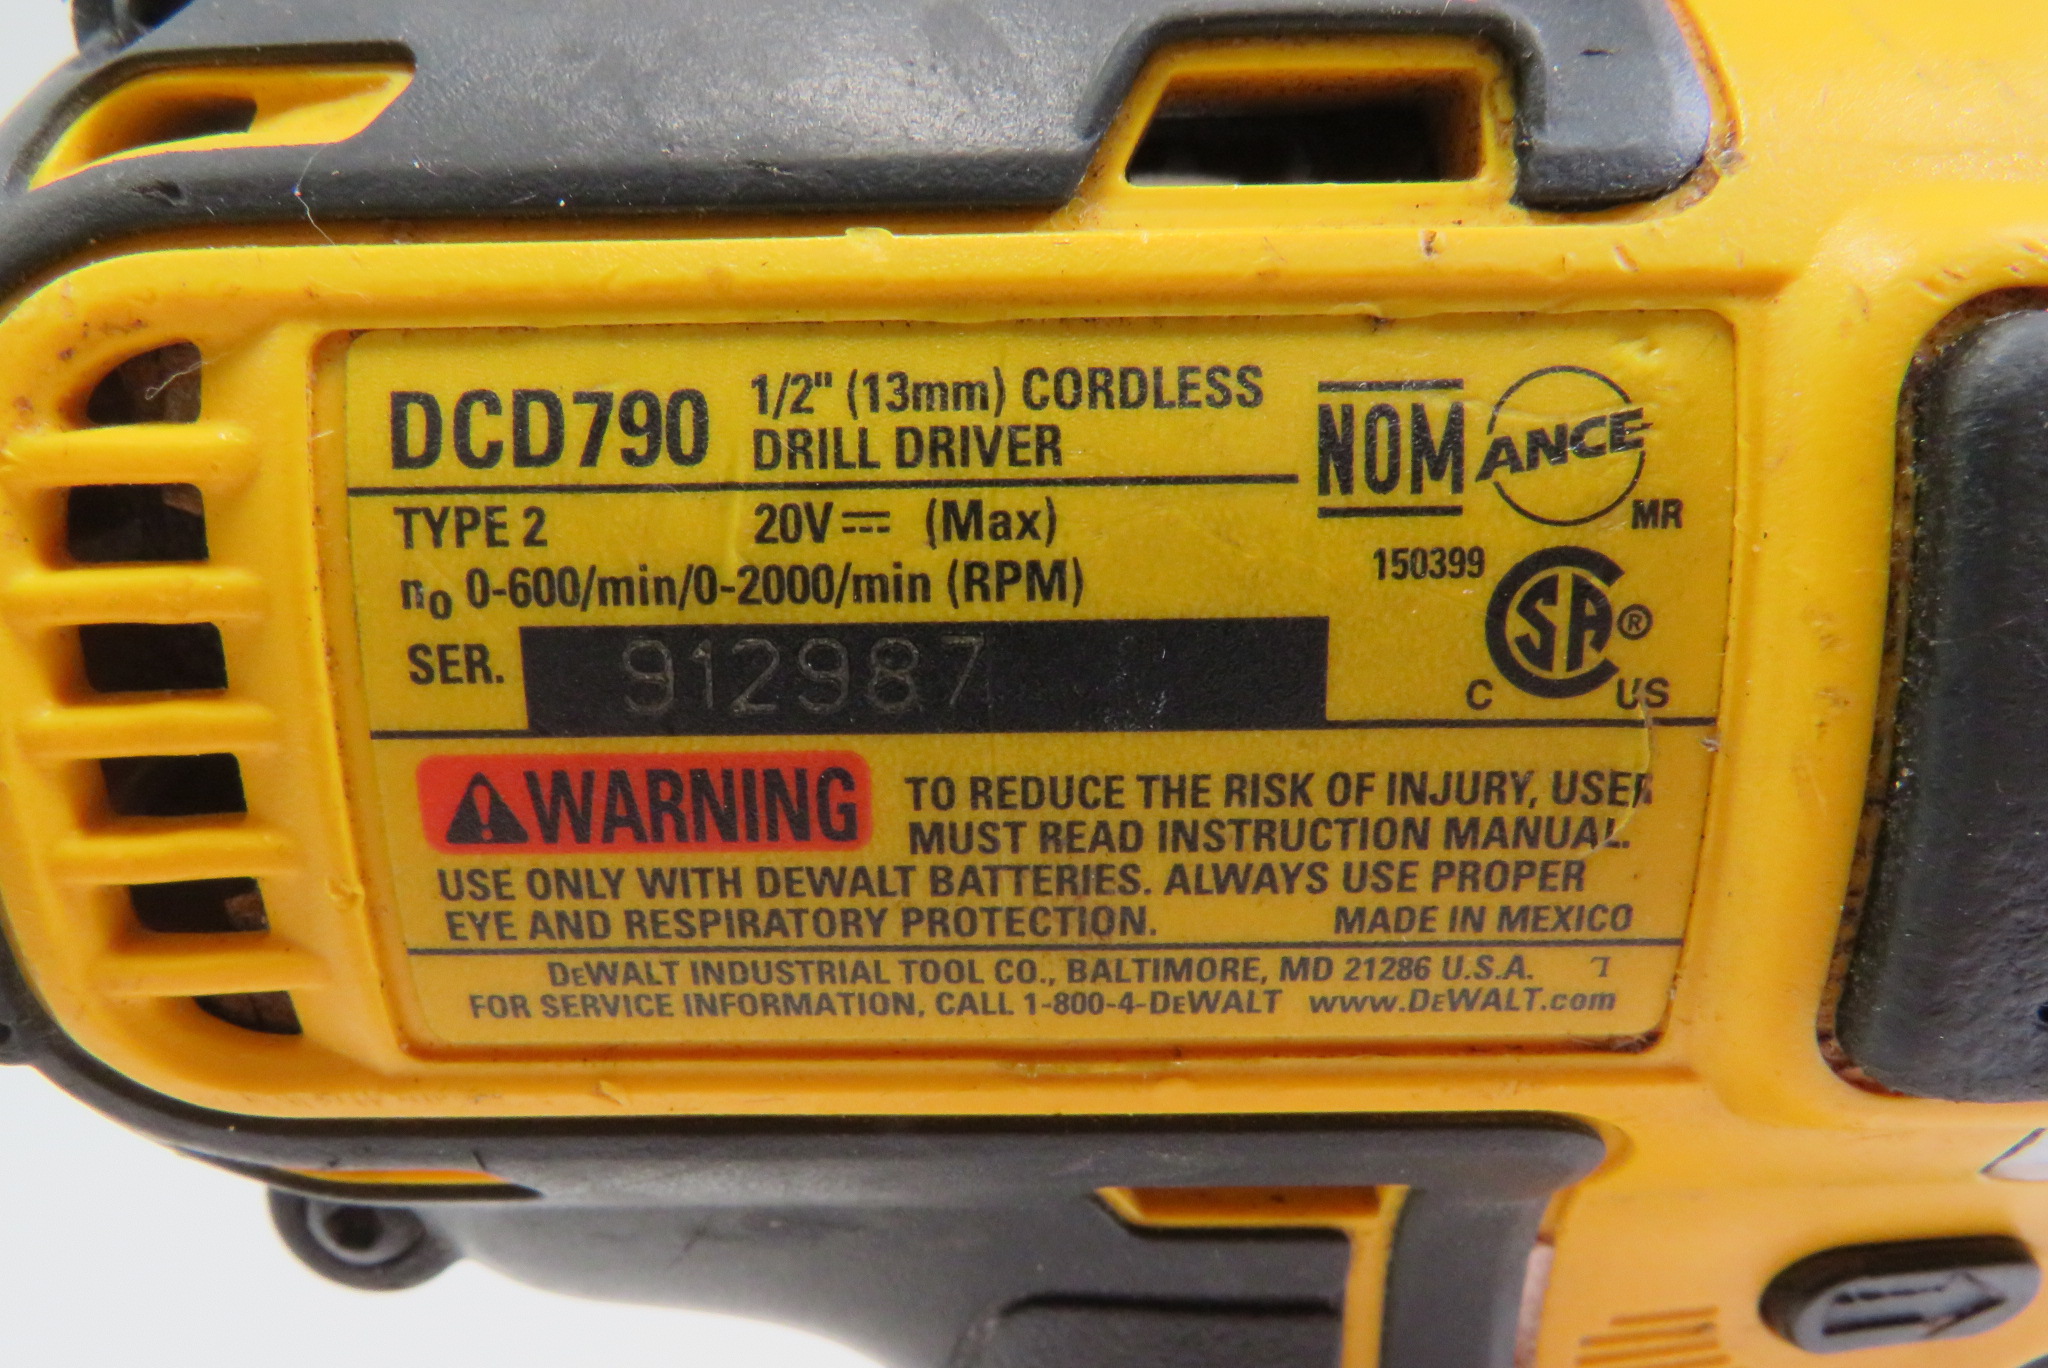 DCD790 1/2" (13mm) CORDLESS
DRILL DRIVER
NOM ANCE
MR
TYPE 2 20V⎓ (Max)
150399
n₀ 0-600/min/0-2000/min (RPM)
SER. 912987
CSA®
C US
WARNING TO REDUCE THE RISK OF INJURY, USER
MUST READ INSTRUCTION MANUAL.
USE ONLY WITH DEWALT BATTERIES. ALWAYS USE PROPER
EYE AND RESPIRATORY PROTECTION. MADE IN MEXICO
DEWALT INDUSTRIAL TOOL CO., BALTIMORE, MD 21286 U.S.A.
FOR SERVICE INFORMATION, CALL 1-800-4-DEWALT www.DEWALT.com